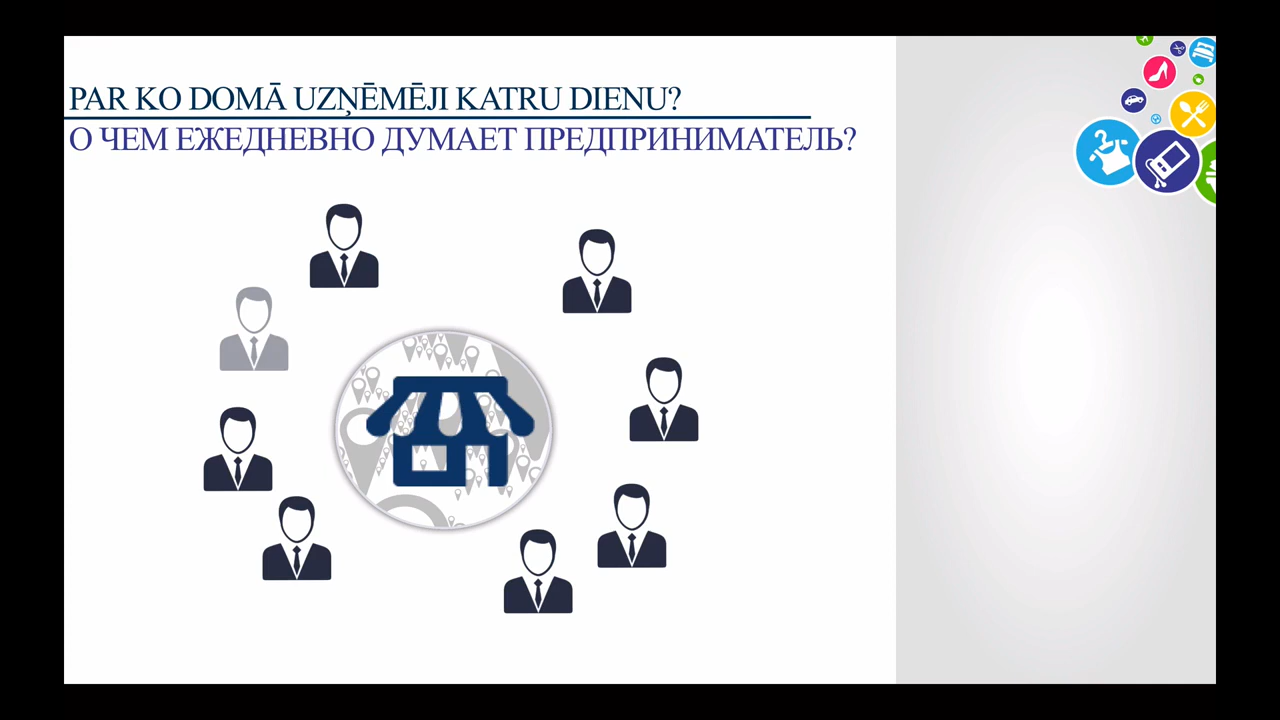 PAR KO DOMĀ UZŅĒMĒJI KATRU DIENU?
О ЧЕМ ЕЖЕДНЕВНО ДУМАЕТ ПРЕДПРИНИМАТЕЛЬ?